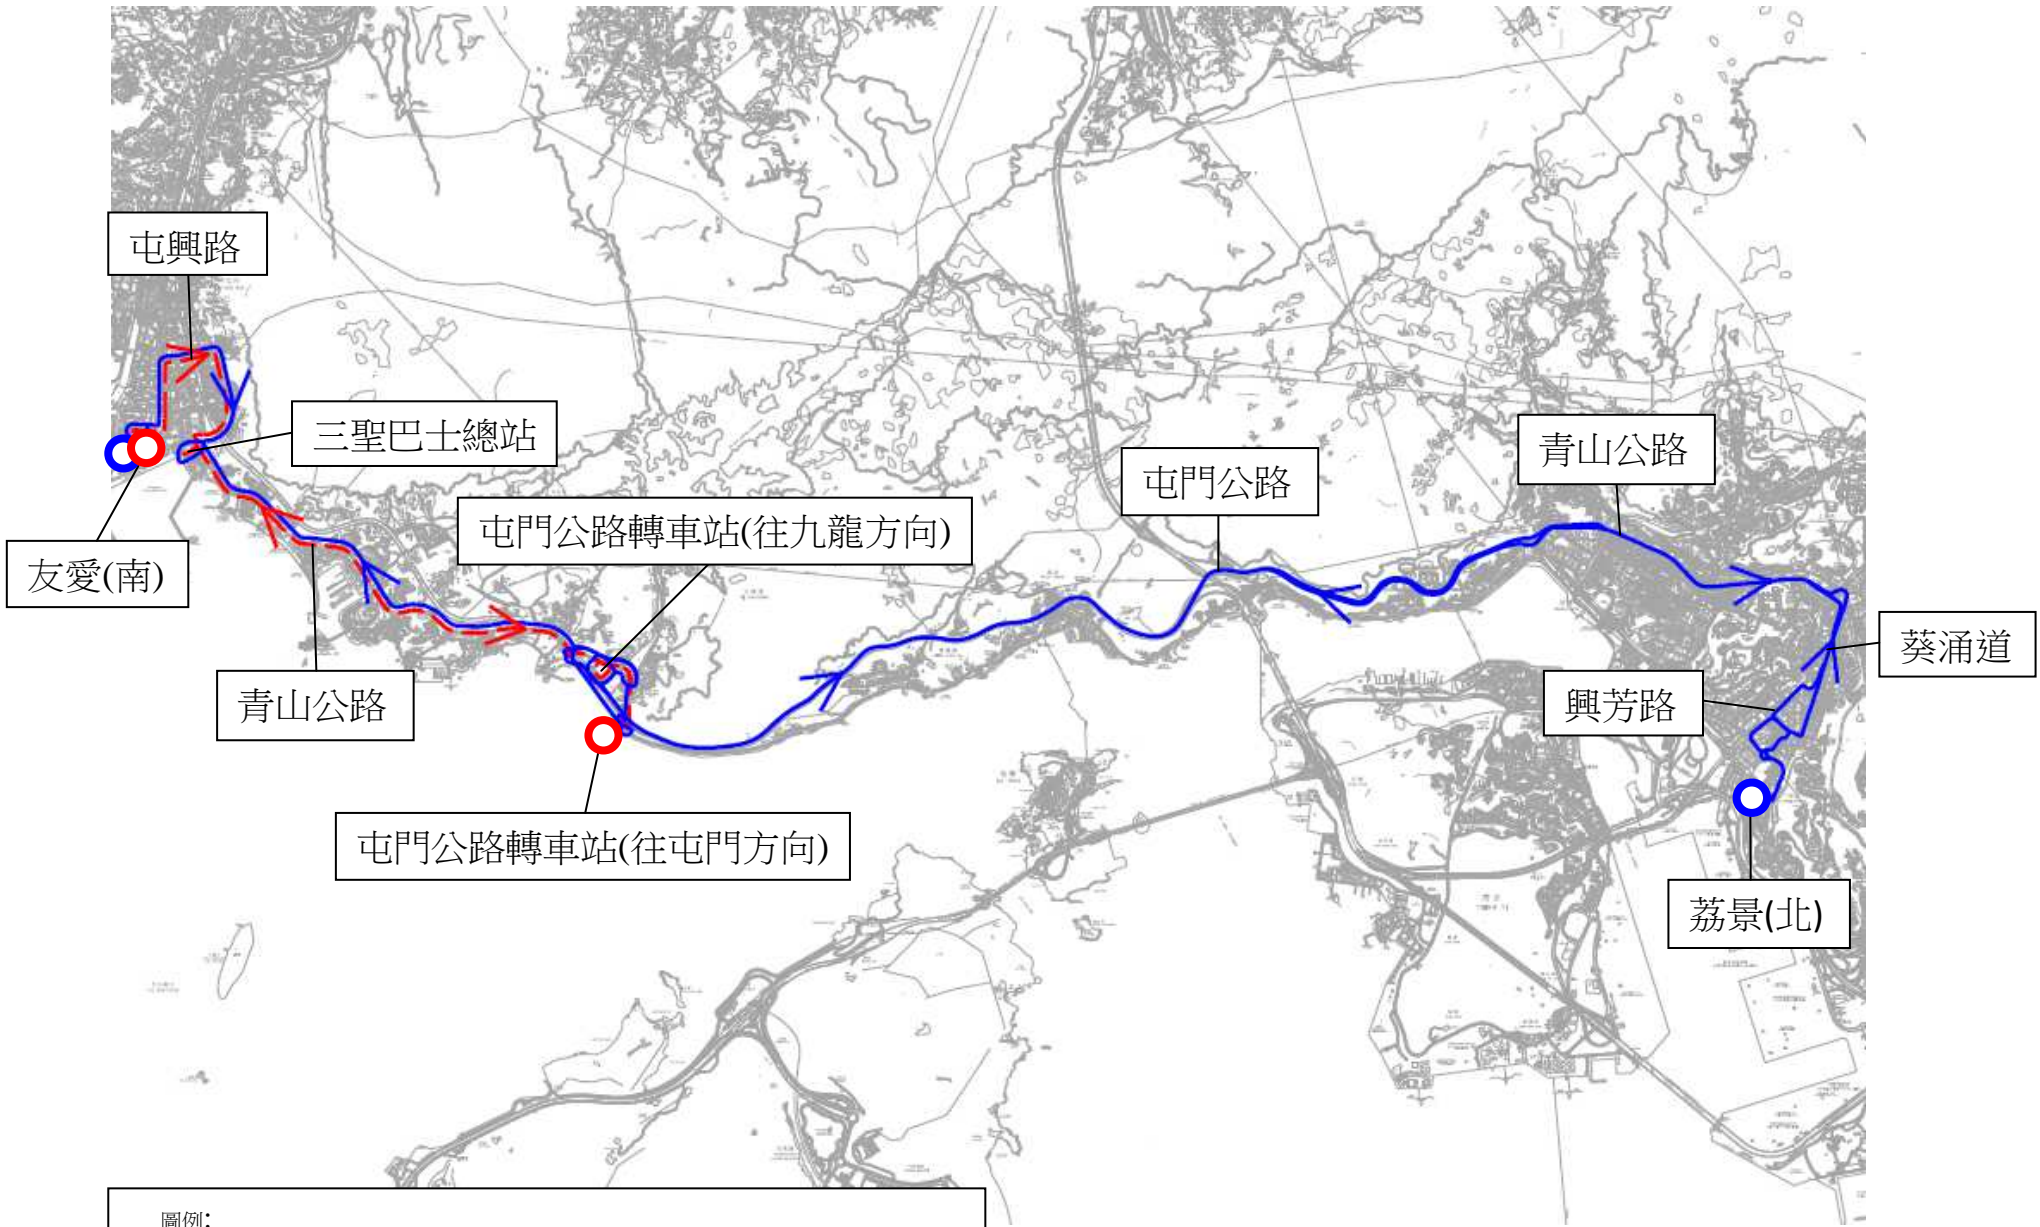 屯興路
三聖巴士總站
青山公路
屯門公路
屯門公路轉車站(往九龍方向)
友愛(南)
葵涌道
青山公路
興芳路
屯門公路轉車站(往屯門方向)
荔景(北)
圖例: